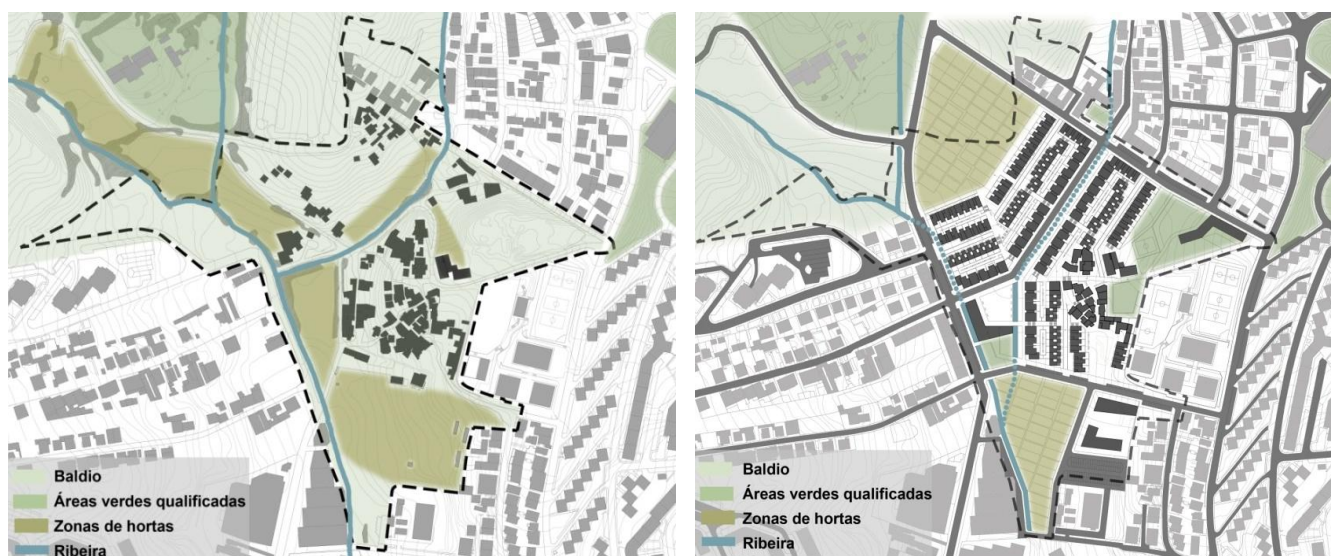 Baldio
Áreas verdes qualificadas
Zonas de hortas
Ribeira
Baldio
Áreas verdes qualificadas
Zonas de hortas
Ribeira